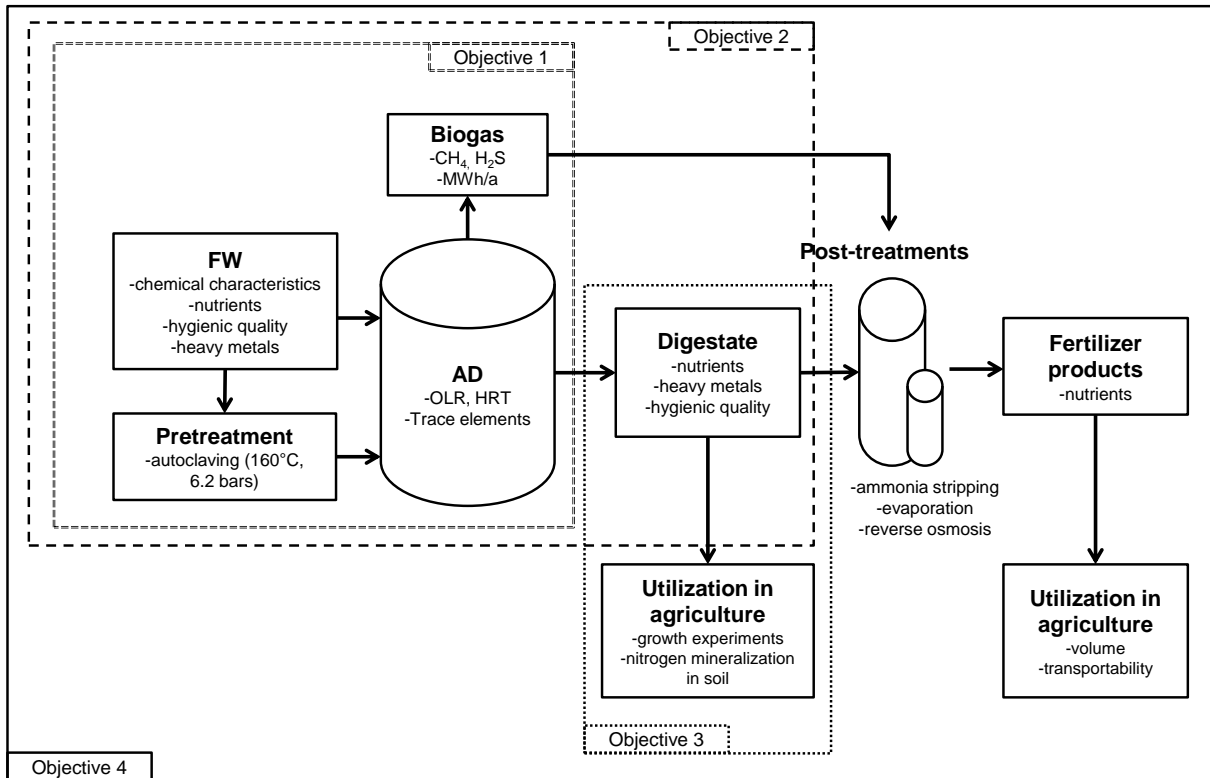 Objective 2
Objective 1
Biogas
-CH₄, H₂S
-MWh/a
FW
-chemical characteristics
-nutrients
-hygienic quality
-heavy metals
Pretreatment
-autoclaving (160°C,
6.2 bars)
AD
-OLR, HRT
-Trace elements
Digestate
-nutrients
-heavy metals
-hygienic quality
Post-treatments
-ammonia stripping
-evaporation
-reverse osmosis
Fertilizer
products
-nutrients
Utilization in
agriculture
-growth experiments
-nitrogen mineralization
in soil
Utilization in
agriculture
-volume
-transportability
Objective 3
Objective 4